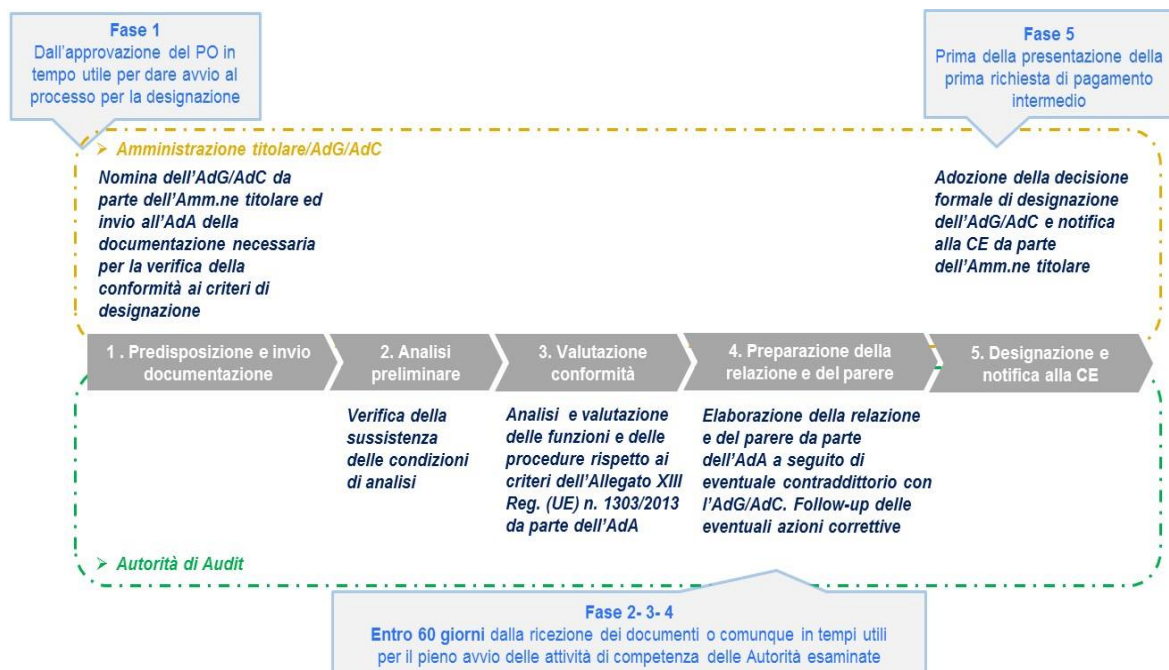 Fase 1
Dall'approvazione del PO in
tempo utile per dare avvio al
processo per la designazione
Fase 5
Prima della presentazione della
prima richiesta di pagamento
intermedio
➢ Amministrazione titolare/AdG/AdC
Nomina dell'AdG/AdC da
parte dell'Amm.ne titolare ed
invio all'AdA della
documentazione necessaria
per la verifica della
conformità ai criteri di
designazione
Adozione della decisione
formale di designazione
dell'AdG/AdC e notifica
alla CE da parte
dell'Amm.ne titolare
1 . Predisposizione e invio
documentazione
2. Analisi
preliminare
3. Valutazione
conformità
4. Preparazione della
relazione e del parere
5. Designazione e
notifica alla CE
Verifica della
sussistenza
delle condizioni
di analisi
Analisi e valutazione
delle funzioni e delle
procedure rispetto ai
criteri dell'Allegato XIII
Reg. (UE) n. 1303/2013
da parte dell'AdA
Elaborazione della relazione
e del parere da parte
dell'AdA a seguito di
eventuale contraddittorio con
l'AdG/AdC. Follow-up delle
eventuali azioni correttive
➢ Autorità di Audit
Fase 2- 3- 4
Entro 60 giorni dalla ricezione dei documenti o comunque in tempi utili
per il pieno avvio delle attività di competenza delle Autorità esaminate